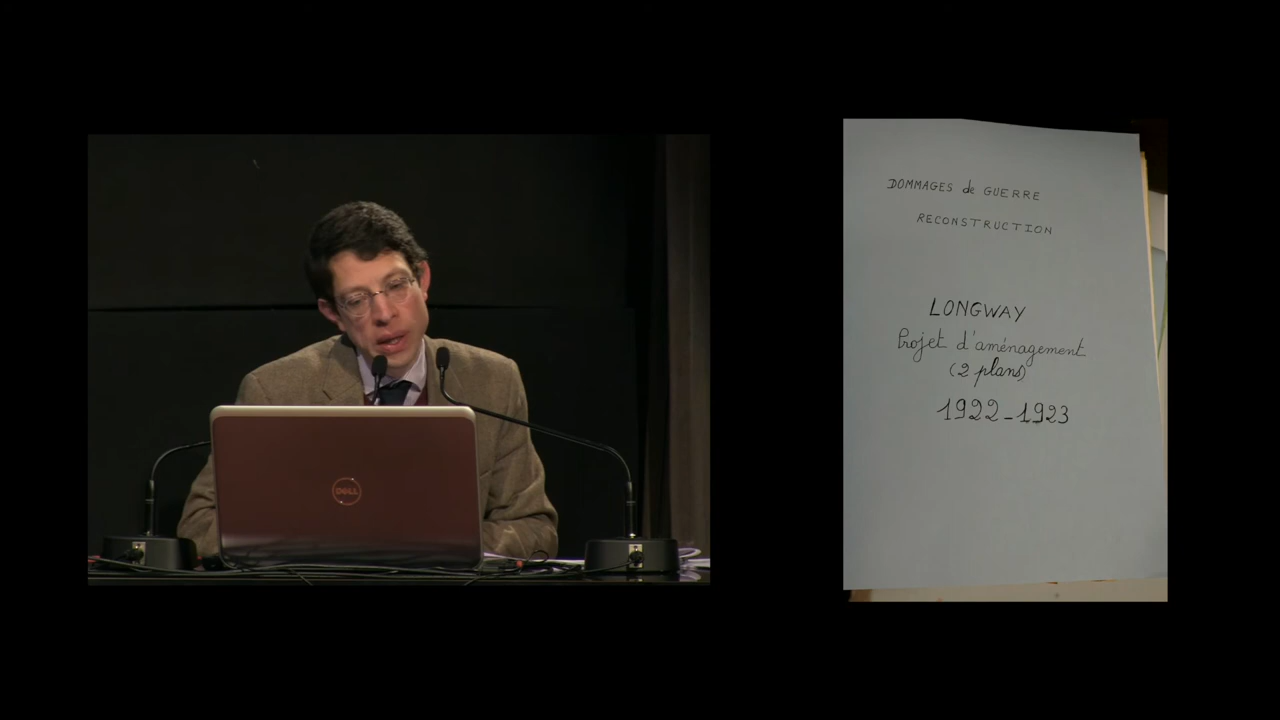 DELL
DOMMAGES de GUERRE
RECONSTRUCTION
LONGWAY
Projet d'aménagement
(2 plans)
1922-1923